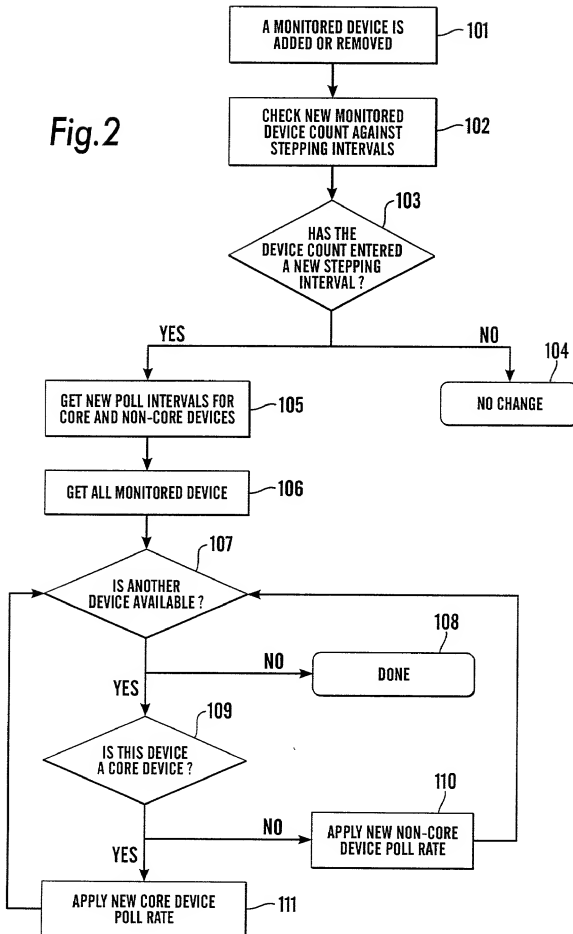 A MONITORED DEVICE IS
ADDED OR REMOVED
101
Fig.2
CHECK NEW MONITORED
DEVICE COUNT AGAINST
STEPPING INTERVALS
102
103
HAS THE
DEVICE COUNT ENTERED
A NEW STEPPING
INTERVAL ?
YES
NO
104
GET NEW POLL INTERVALS FOR
CORE AND NON-CORE DEVICES
105
NO CHANGE
GET ALL MONITORED DEVICE
106
107
IS ANOTHER
DEVICE AVAILABLE ?
108
NO
DONE
YES
109
IS THIS DEVICE
A CORE DEVICE ?
110
NO
APPLY NEW NON-CORE
DEVICE POLL RATE
YES
APPLY NEW CORE DEVICE
POLL RATE
111